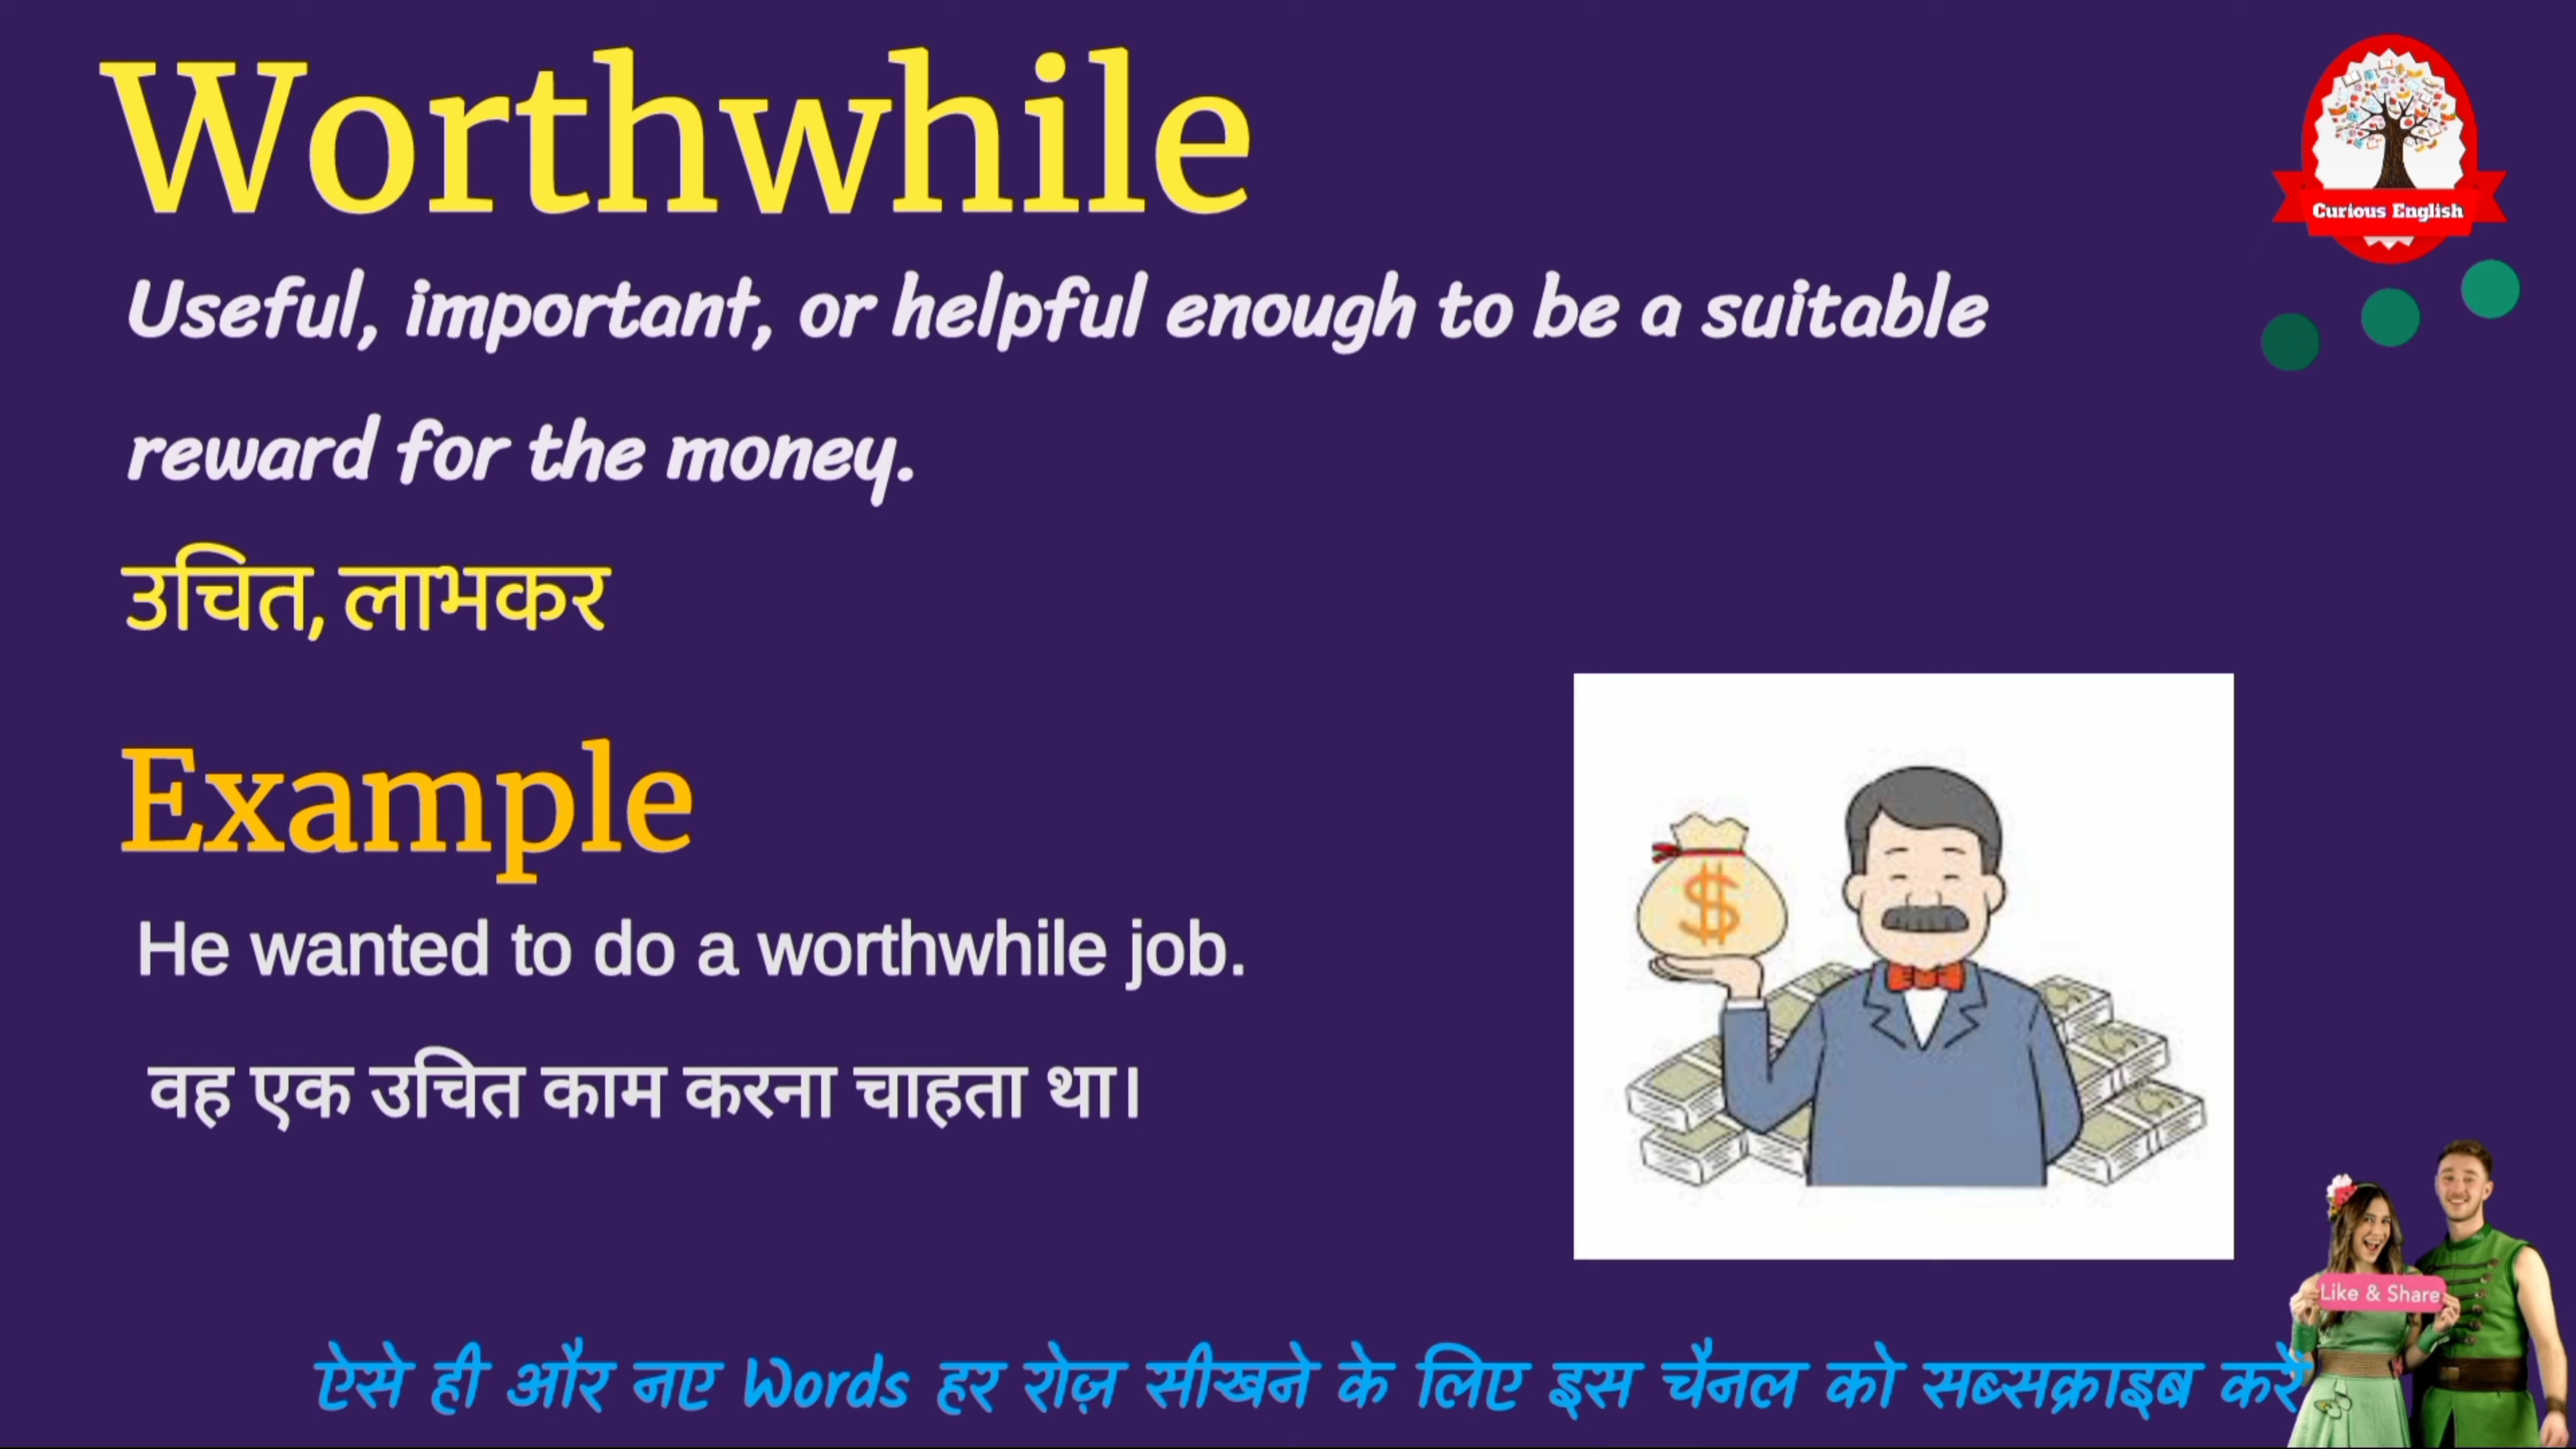 Worthwhile
Curious English
Useful, important, or helpful enough to be a suitable
reward for the money.
उचित, लाभकर
Example
$
He wanted to do a worthwhile job.
वह एक उचित काम करना चाहता था।
Like & Share
ऐसे ही और नए Words हर रोज़ सीखने के लिए इस चैनल को सब्सक्राइब करें